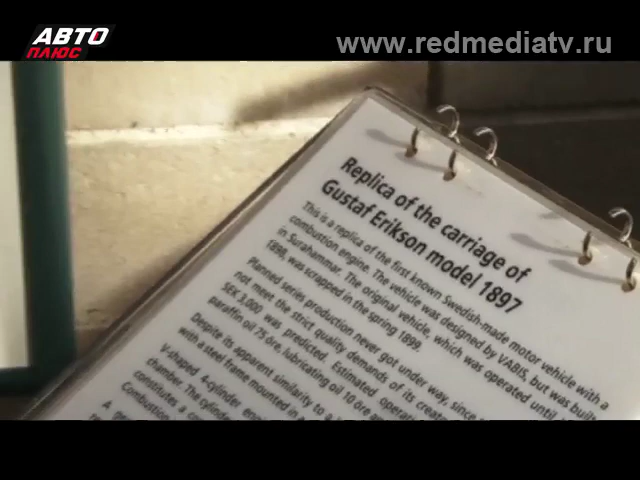 АВТО
ПЛЮС
www.redmediatv.ru
Replica of the carriage of
Gustaf Erikson model 1897
This is a replica of the first known Swedish-made motor vehicle with a
combustion engine. The vehicle was designed by VABIS, but was built
in Surahammar. The original vehicle, which was operated until
1898, was scrapped in the spring 1899.
Planned series production never got under way, since
not meet the strict quality demands of its
SEK 3,000 was predicted. Estimated
paraffin oil 75 öre, lubricating oil 10 öre
Despite its apparent similarity to a
with a steel frame mounted in
V-shaped 4-cylinder
chamber. The
constitutes a
A